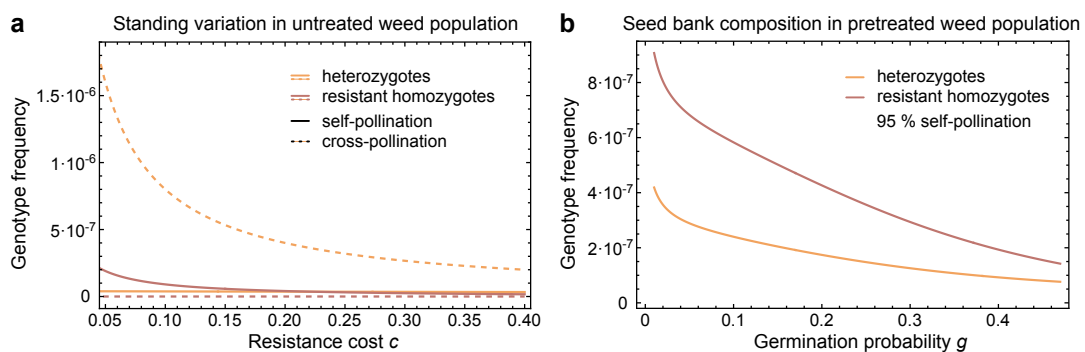 a
Standing variation in untreated weed population
Genotype frequency
1.5·10⁻⁶
1·10⁻⁶
5·10⁻⁷
0
heterozygotes
resistant homozygotes
self-pollination
cross-pollination
0.05 0.10 0.15 0.20 0.25 0.30 0.35 0.40
Resistance cost c
b
Seed bank composition in pretreated weed population
Genotype frequency
8·10⁻⁷
6·10⁻⁷
4·10⁻⁷
2·10⁻⁷
0
heterozygotes
resistant homozygotes
95 % self-pollination
0 0.1 0.2 0.3 0.4
Germination probability g